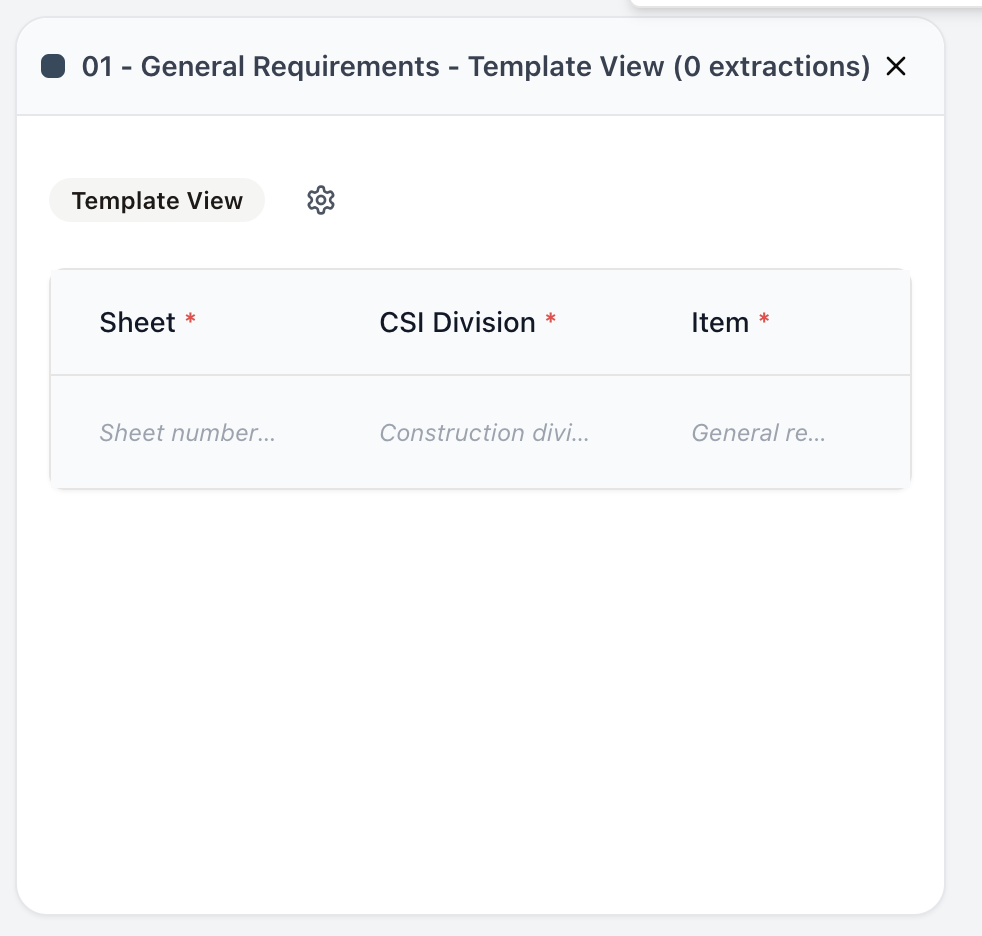 01 - General Requirements - Template View (0 extractions)
Template View
Sheet * CSI Division * Item *
Sheet number... Construction divi... General re...